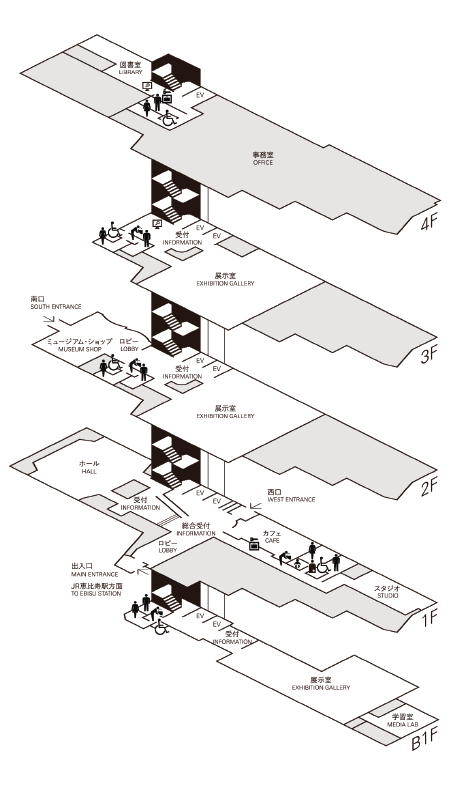 図書室
LIBRARY
EV
事務室
OFFICE
4F
EV
受付
INFORMATION
EV
展示室
EXHIBITION GALLERY
3F
南口
SOUTH ENTRANCE
ミュージアム・ショップ
MUSEUM SHOP
ロビー
LOBBY
EV
受付
INFORMATION
EV
展示室
EXHIBITION GALLERY
2F
ホール
HALL
EV
EV
西口
WEST ENTRANCE
受付
INFORMATION
総合受付
INFORMATION
カフェ
CAFE
ロビー
LOBBY
出入口
MAIN ENTRANCE
JR恵比寿駅方面
TO EBISU STATION
スタジオ
STUDIO
1F
EV
EV
受付
INFORMATION
展示室
EXHIBITION GALLERY
学習室
MEDIA LAB
B1F